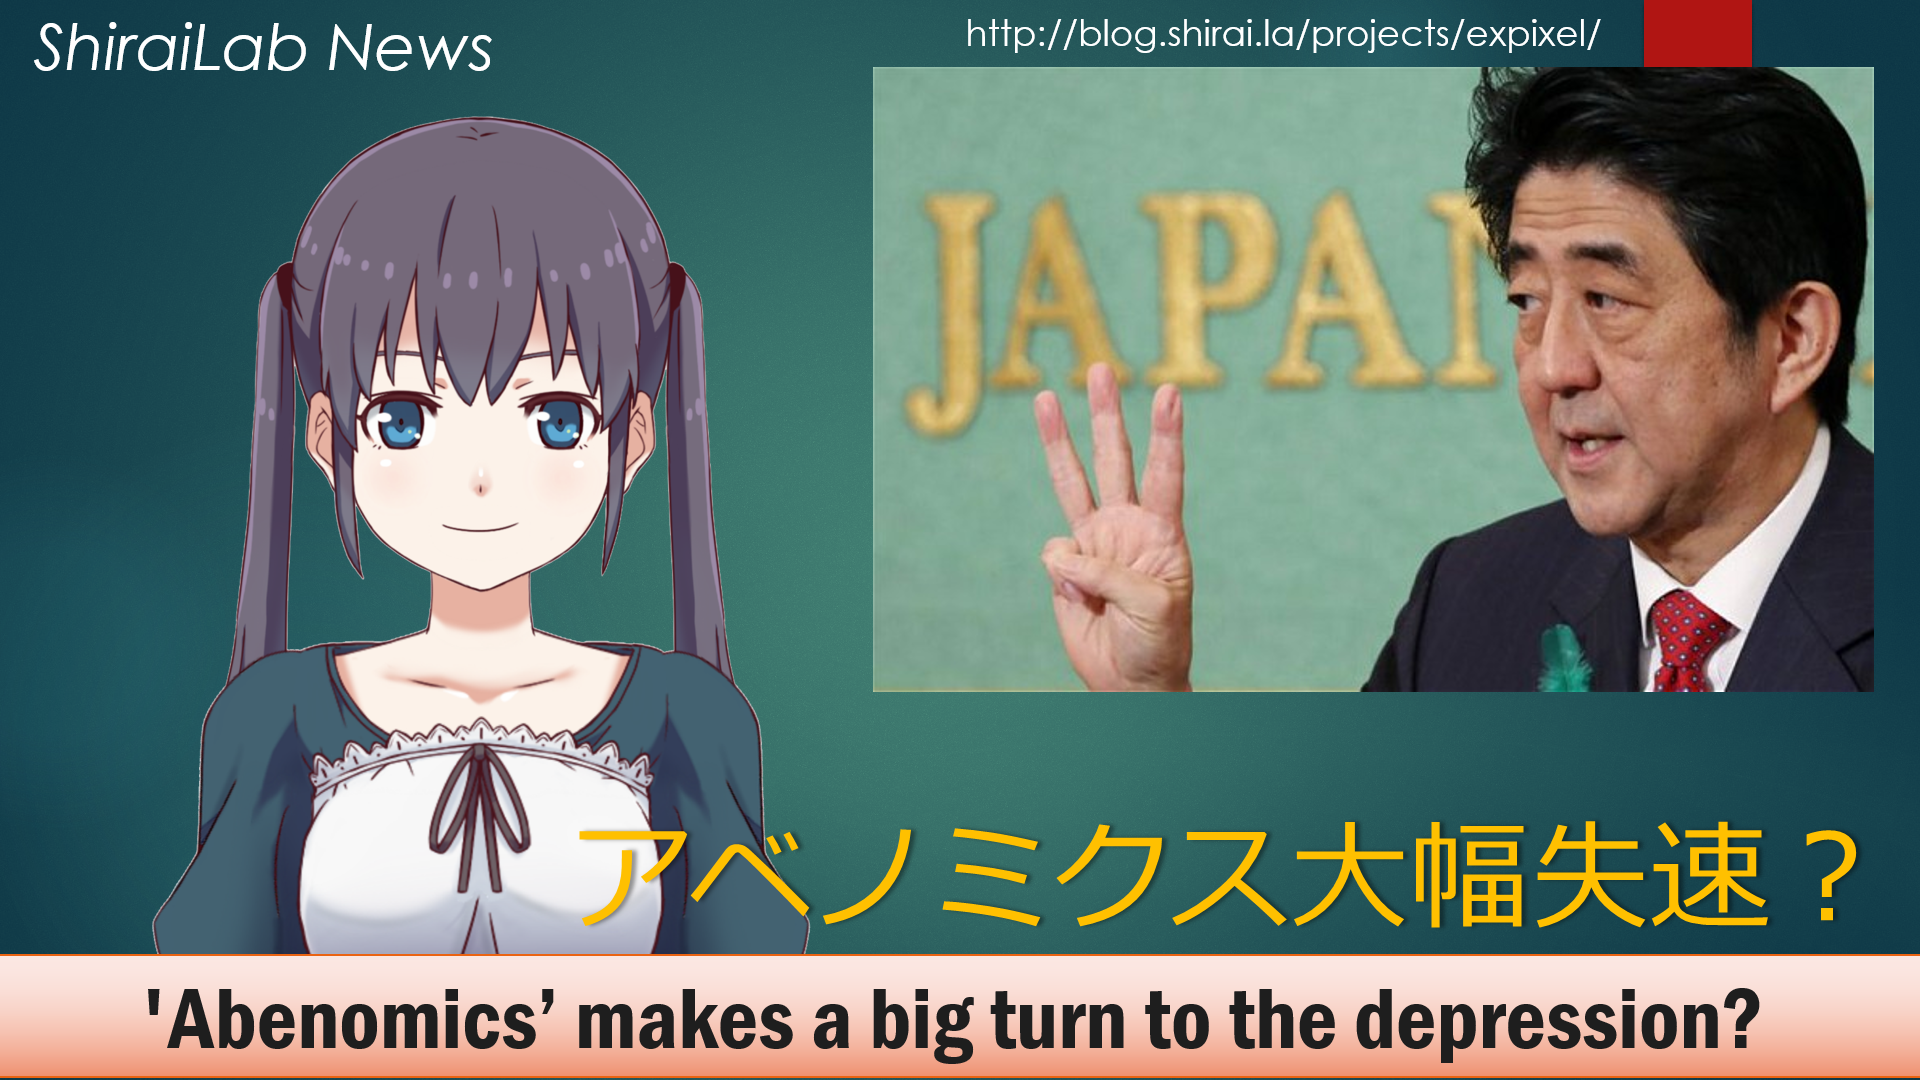 ShiraiLab News
http://blog.shirai.la/projects/expixel/
JAPAN
アベノミクス大幅失速？
'Abenomics’ makes a big turn to the depression?